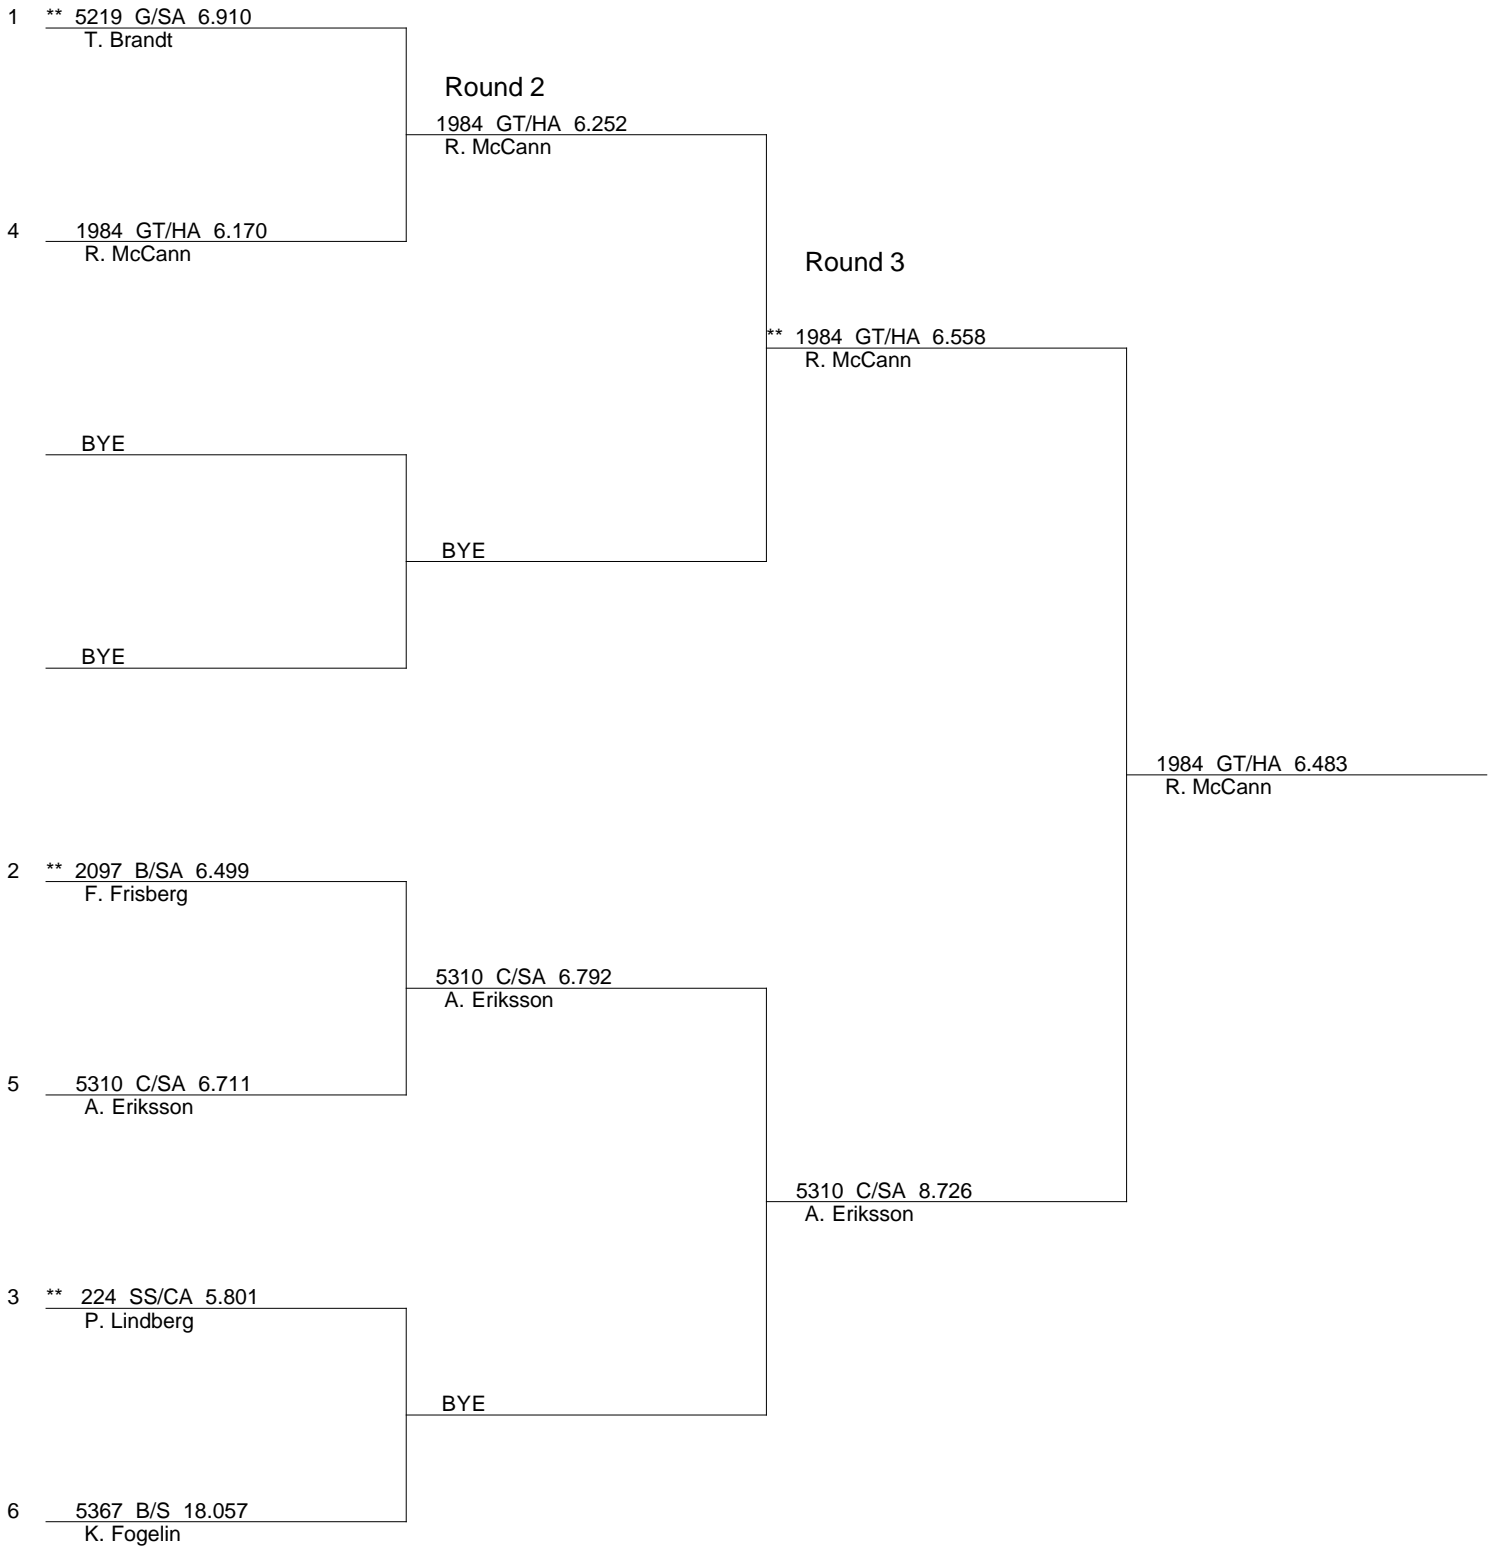 1 ** 5219 G/SA 6.910
T. Brandt
Round 2
1984 GT/HA 6.252
R. McCann
4 1984 GT/HA 6.170
R. McCann
Round 3
** 1984 GT/HA 6.558
R. McCann
BYE
BYE
BYE
1984 GT/HA 6.483
R. McCann
2 ** 2097 B/SA 6.499
F. Frisberg
5310 C/SA 6.792
A. Eriksson
5 5310 C/SA 6.711
A. Eriksson
5310 C/SA 8.726
A. Eriksson
3 ** 224 SS/CA 5.801
P. Lindberg
BYE
6 5367 B/S 18.057
K. Fogelin